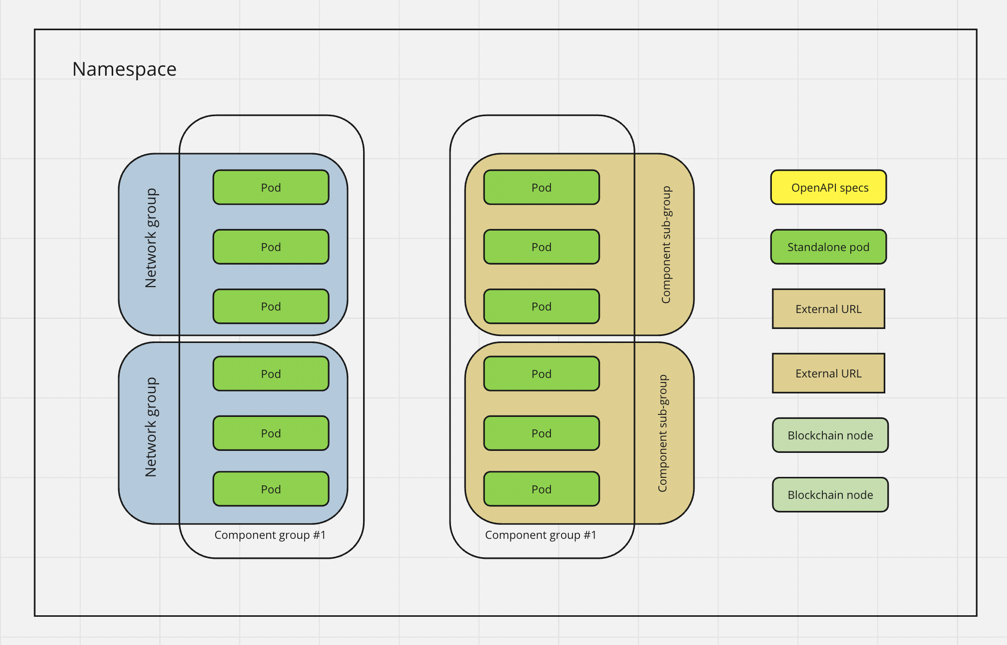 Namespace
Network group
Pod
Pod
Pod
Network group
Pod
Pod
Pod
Component group #1
Pod
Pod
Pod
Component sub-group
Pod
Pod
Pod
Component sub-group
Component group #1
OpenAPI specs
Standalone pod
External URL
External URL
Blockchain node
Blockchain node